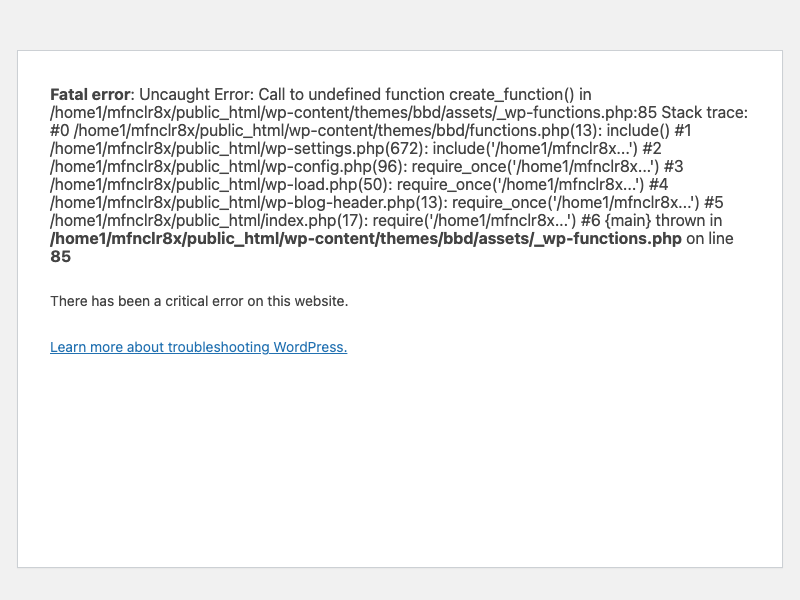 Fatal error: Uncaught Error: Call to undefined function create_function() in
/home1/mfnclr8x/public_html/wp-content/themes/bbd/assets/_wp-functions.php:85 Stack trace:
#0 /home1/mfnclr8x/public_html/wp-content/themes/bbd/functions.php(13): include() #1
/home1/mfnclr8x/public_html/wp-settings.php(672): include('/home1/mfnclr8x...') #2
/home1/mfnclr8x/public_html/wp-config.php(96): require_once('/home1/mfnclr8x...') #3
/home1/mfnclr8x/public_html/wp-load.php(50): require_once('/home1/mfnclr8x...') #4
/home1/mfnclr8x/public_html/wp-blog-header.php(13): require_once('/home1/mfnclr8x...') #5
/home1/mfnclr8x/public_html/index.php(17): require('/home1/mfnclr8x...') #6 {main} thrown in
/home1/mfnclr8x/public_html/wp-content/themes/bbd/assets/_wp-functions.php on line
85
There has been a critical error on this website.
Learn more about troubleshooting WordPress.